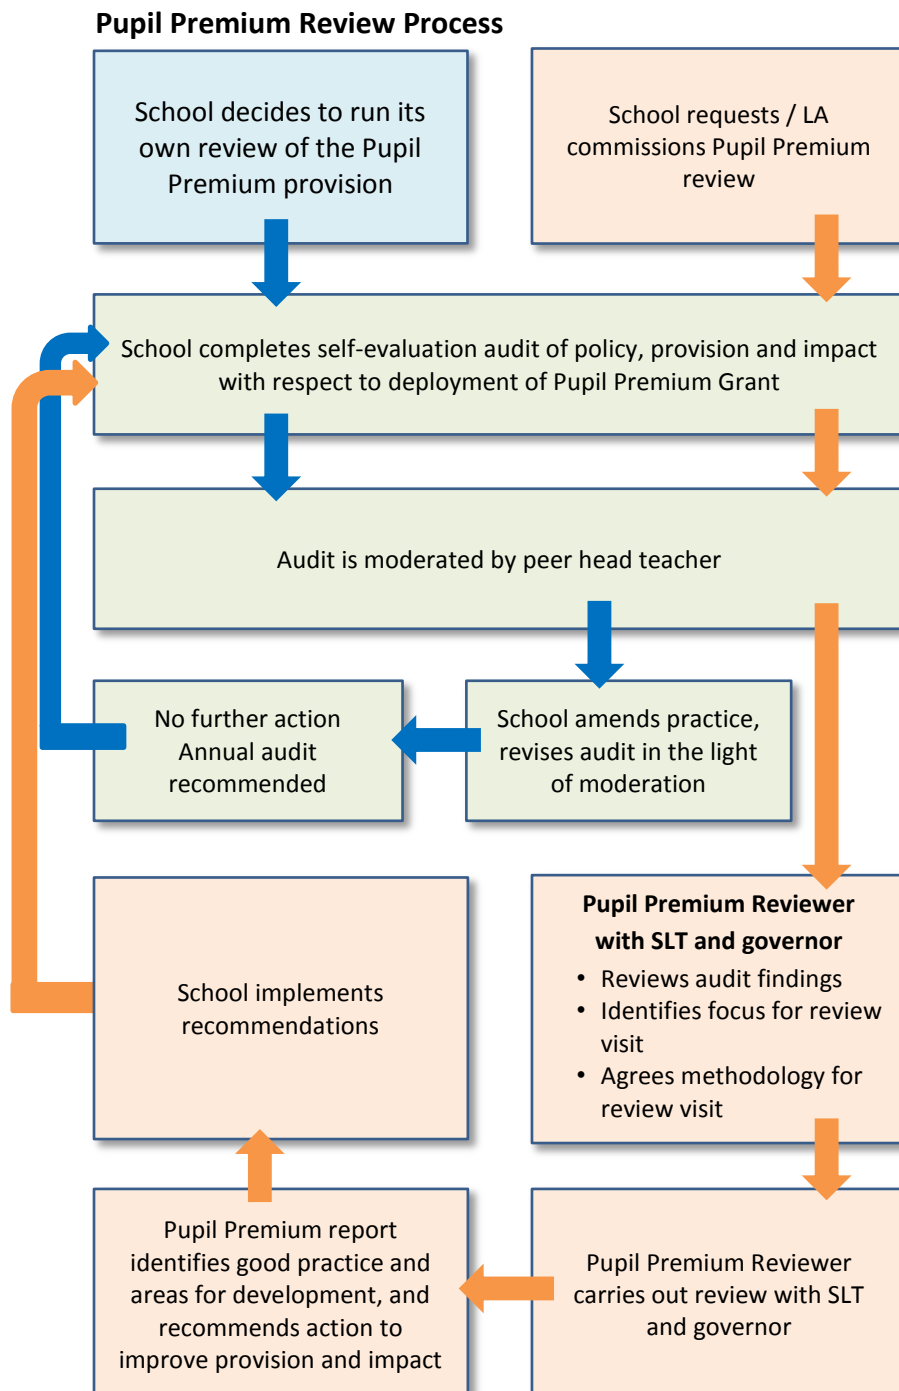 Pupil Premium Review Process
School decides to run its
own review of the Pupil
Premium provision
School requests / LA
commissions Pupil Premium
review
School completes self-evaluation audit of policy, provision and impact
with respect to deployment of Pupil Premium Grant
Audit is moderated by peer head teacher
No further action
Annual audit
recommended
School amends practice,
revises audit in the light
of moderation
School implements
recommendations
Pupil Premium Reviewer
with SLT and governor
• Reviews audit findings
• Identifies focus for review
visit
• Agrees methodology for
review visit
Pupil Premium report
identifies good practice and
areas for development, and
recommends action to
improve provision and impact
Pupil Premium Reviewer
carries out review with SLT
and governor